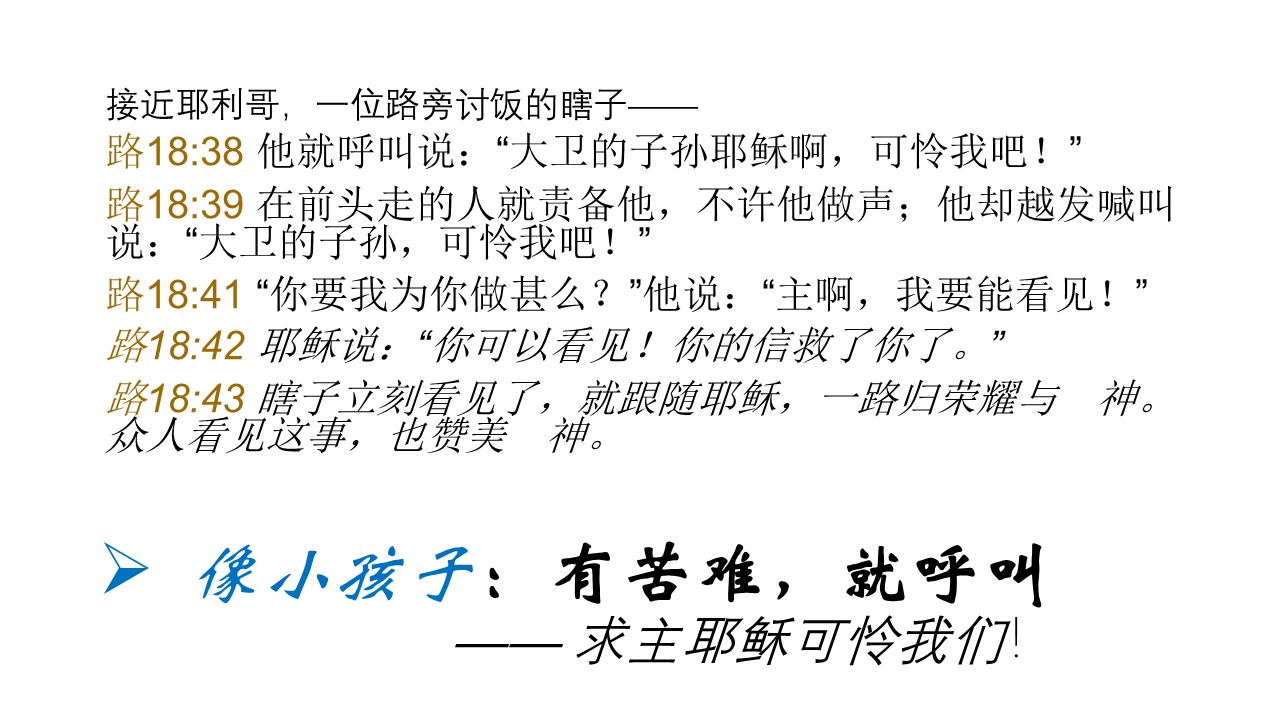 接近耶利哥，一位路旁讨饭的瞎子——
路18:38 他就呼叫说：“大卫的子孙耶稣啊，可怜我吧！”
路18:39 在前头走的人就责备他，不许他做声；他却越发喊叫
说：“大卫的子孙，可怜我吧！”
路18:41 “你要我为你做甚么？”他说：“主啊，我要能看见！”
路18:42 耶稣说：“你可以看见！你的信救了你了。”
路18:43 瞎子立刻看见了，就跟随耶稣，一路归荣耀与　神。
众人看见这事，也赞美　神。
➢ 像小孩子：有苦难，就呼叫
—— 求主耶稣可怜我们！